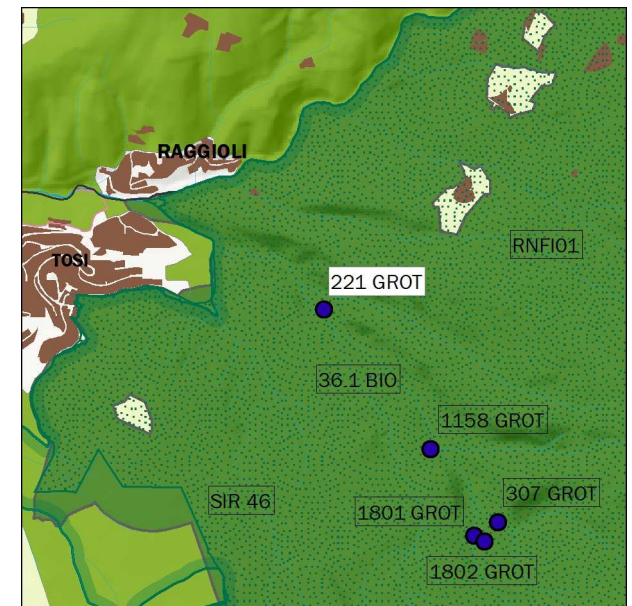 RAGGIOLI
RNFI01
TOSI
221 GROT
36.1 BIO
1158 GROT
SIR 46
307 GROT
1801 GROT
1802 GROT